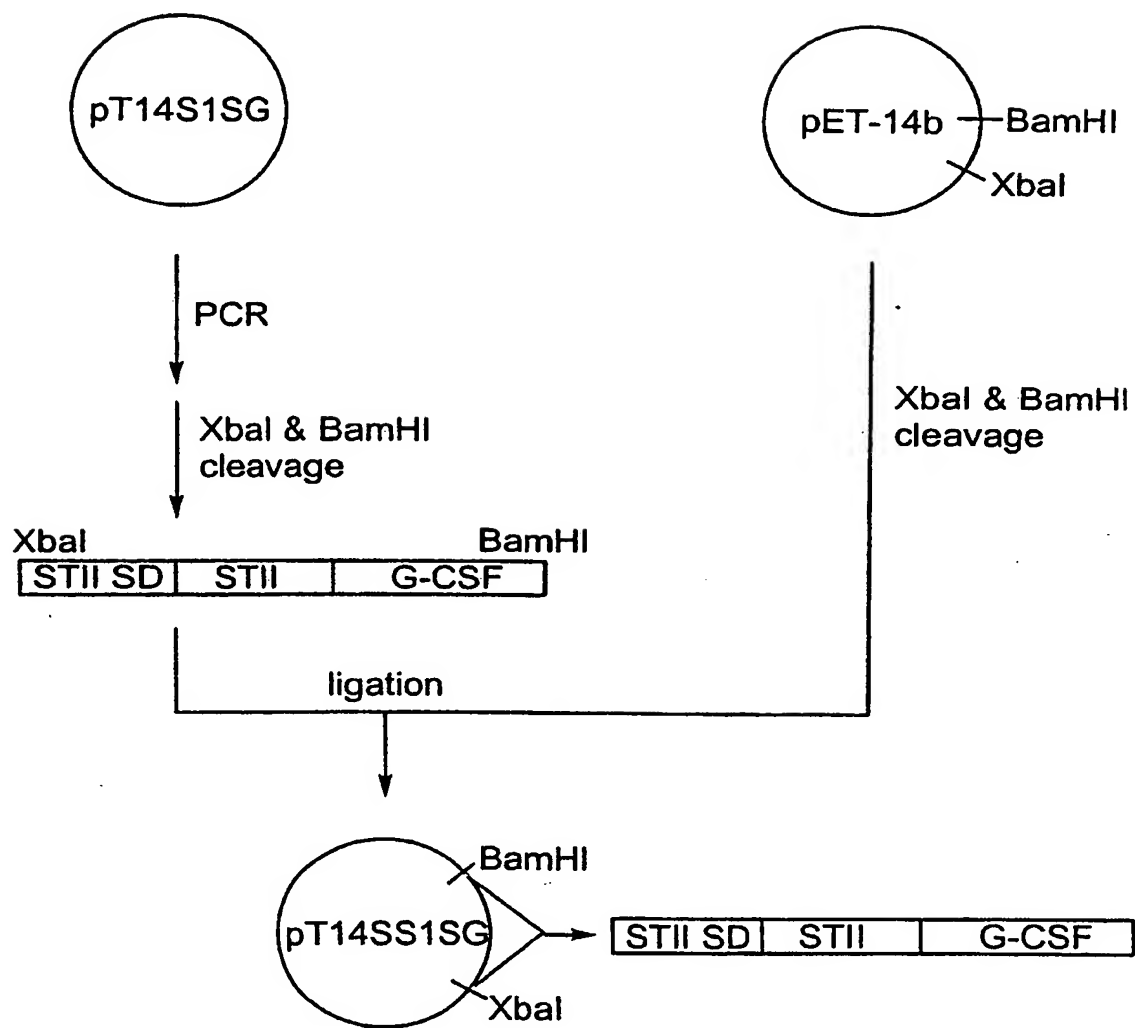 pT14S1SG
pET-14b
BamHI
XbaI
PCR
XbaI & BamHI
cleavage
XbaI & BamHI
cleavage
XbaI
BamHI
STII SD
STII
G-CSF
ligation
BamHI
pT14SS1SG
XbaI
STII SD
STII
G-CSF